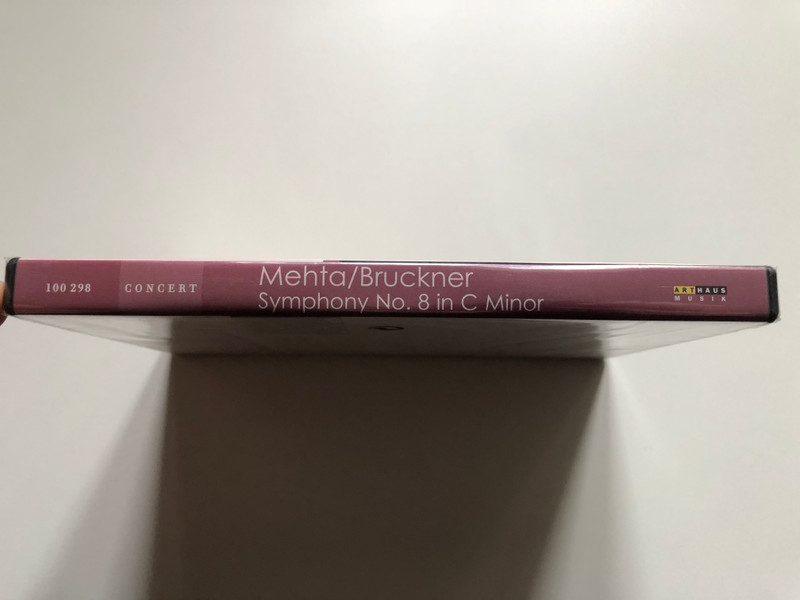 100 298
CONCERT
Mehta/Bruckner
Symphony No. 8 in C Minor
ARTHAUS
MUSIK